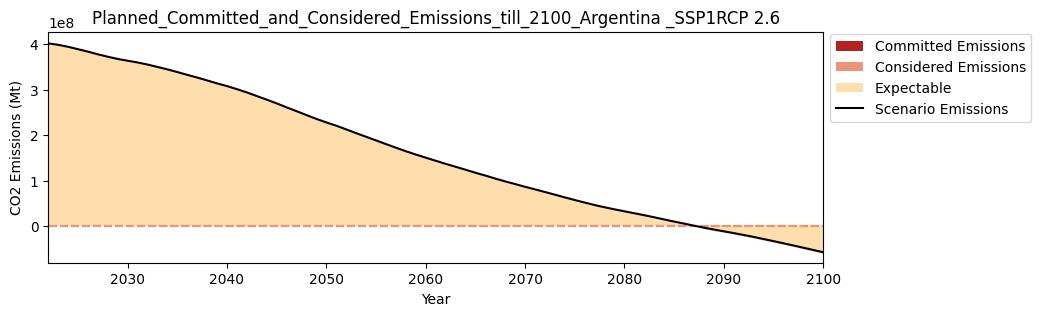 Planned_Committed_and_Considered_Emissions_till_2100_Argentina _SSP1RCP 2.6
1e8
4
3
2
1
0
CO2 Emissions (Mt)
2030 2040 2050 2060 2070 2080 2090 2100
Year
Committed Emissions
Considered Emissions
Expectable
Scenario Emissions